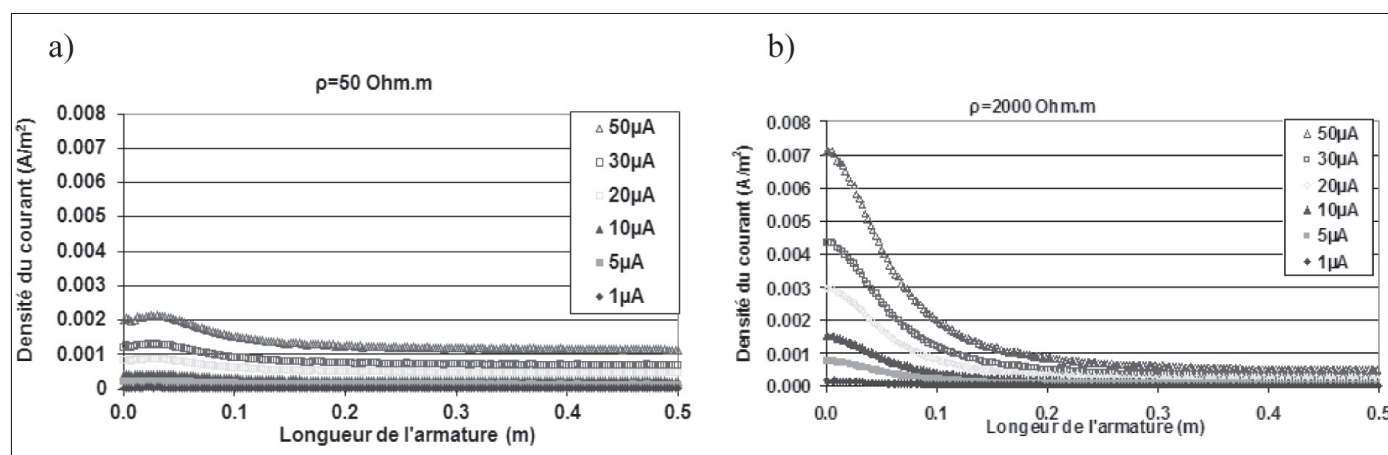 a)
ρ=50 Ohm.m
Densité du courant (A/m²)
0.008
0.007
0.006
0.005
0.004
0.003
0.002
0.001
0
50µA
30µA
20µA
10µA
5µA
1µA
0.0 0.1 0.2 0.3 0.4 0.5
Longueur de l'armature (m)
b)
ρ=2000 Ohm.m
Densité du courant (A/m²)
0.008
0.007
0.006
0.005
0.004
0.003
0.002
0.001
0.000
50µA
30µA
20µA
10µA
5µA
1µA
0.0 0.1 0.2 0.3 0.4 0.5
Longueur de l'armature (m)